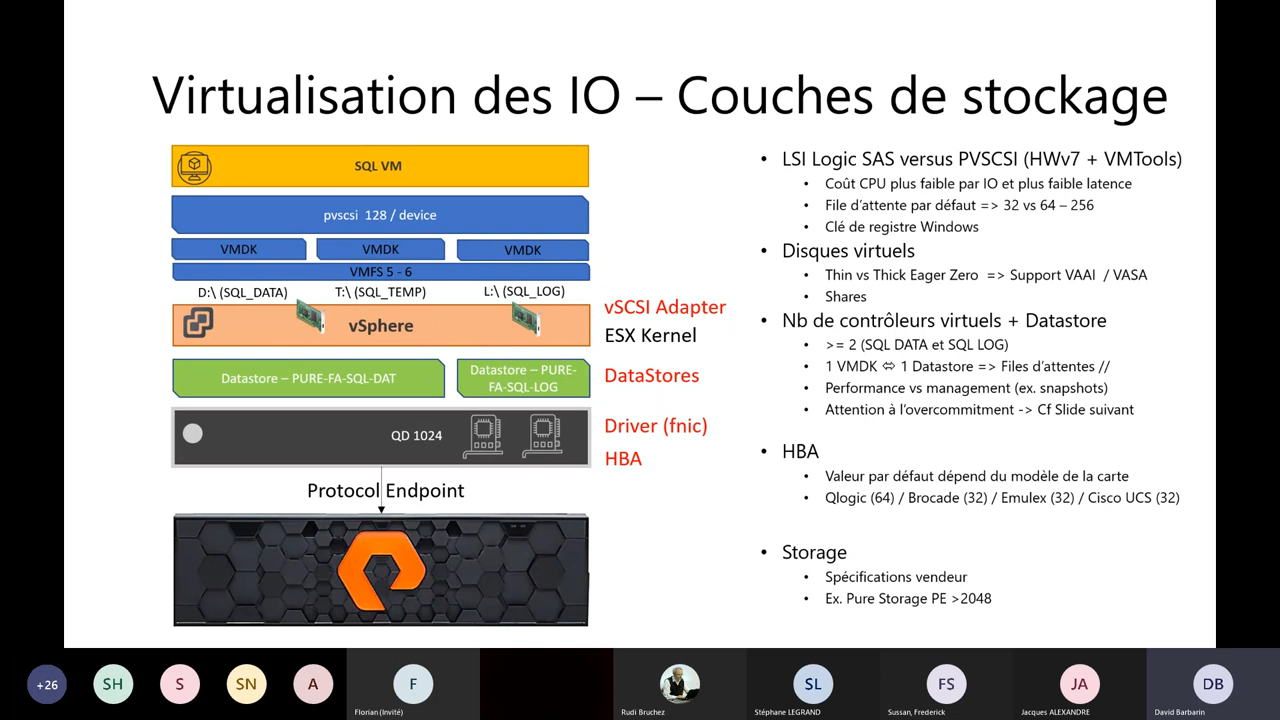 Virtualisation des IO – Couches de stockage
SQL VM
pvscsi 128 / device
VMDK
VMDK
VMDK
VMFS 5 - 6
D:\ (SQL_DATA)
T:\ (SQL_TEMP)
L:\ (SQL_LOG)
vSphere
vSCSI Adapter
ESX Kernel
Datastore – PURE-FA-SQL-DAT
Datastore – PURE-
FA-SQL-LOG
DataStores
QD 1024
Driver (fnic)
HBA
Protocol Endpoint
• LSI Logic SAS versus PVSCSI (HWv7 + VMTools)
• Coût CPU plus faible par IO et plus faible latence
• File d'attente par défaut => 32 vs 64 – 256
• Clé de registre Windows
• Disques virtuels
• Thin vs Thick Eager Zero => Support VAAI / VASA
• Shares
• Nb de contrôleurs virtuels + Datastore
• >= 2 (SQL DATA et SQL LOG)
• 1 VMDK ⇔ 1 Datastore => Files d'attentes //
• Performance vs management (ex. snapshots)
• Attention à l'overcommitment -> Cf Slide suivant
• HBA
• Valeur par défaut dépend du modèle de la carte
• Qlogic (64) / Brocade (32) / Emulex (32) / Cisco UCS (32)
• Storage
• Spécifications vendeur
• Ex. Pure Storage PE >2048
+26
SH
S
SN
A
F
Florian (Invité)
Rudi Bruchez
SL
Stéphane LEGRAND
FS
Sussan, Frederick
JA
Jacques ALEXANDRE
DB
David Barbarin